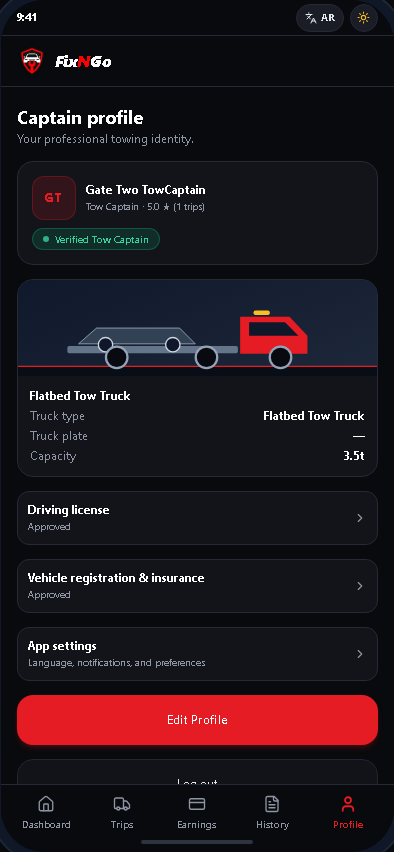 9:41
AR
FixNGo
Captain profile
Your professional towing identity.
GT
Gate Two TowCaptain
Tow Captain · 5.0 ★ (1 trips)
Verified Tow Captain
Flatbed Tow Truck
Truck type Flatbed Tow Truck
Truck plate —
Capacity 3.5t
Driving license
Approved
Vehicle registration & insurance
Approved
App settings
Language, notifications, and preferences
Edit Profile
Log out
Dashboard Trips Earnings History Profile